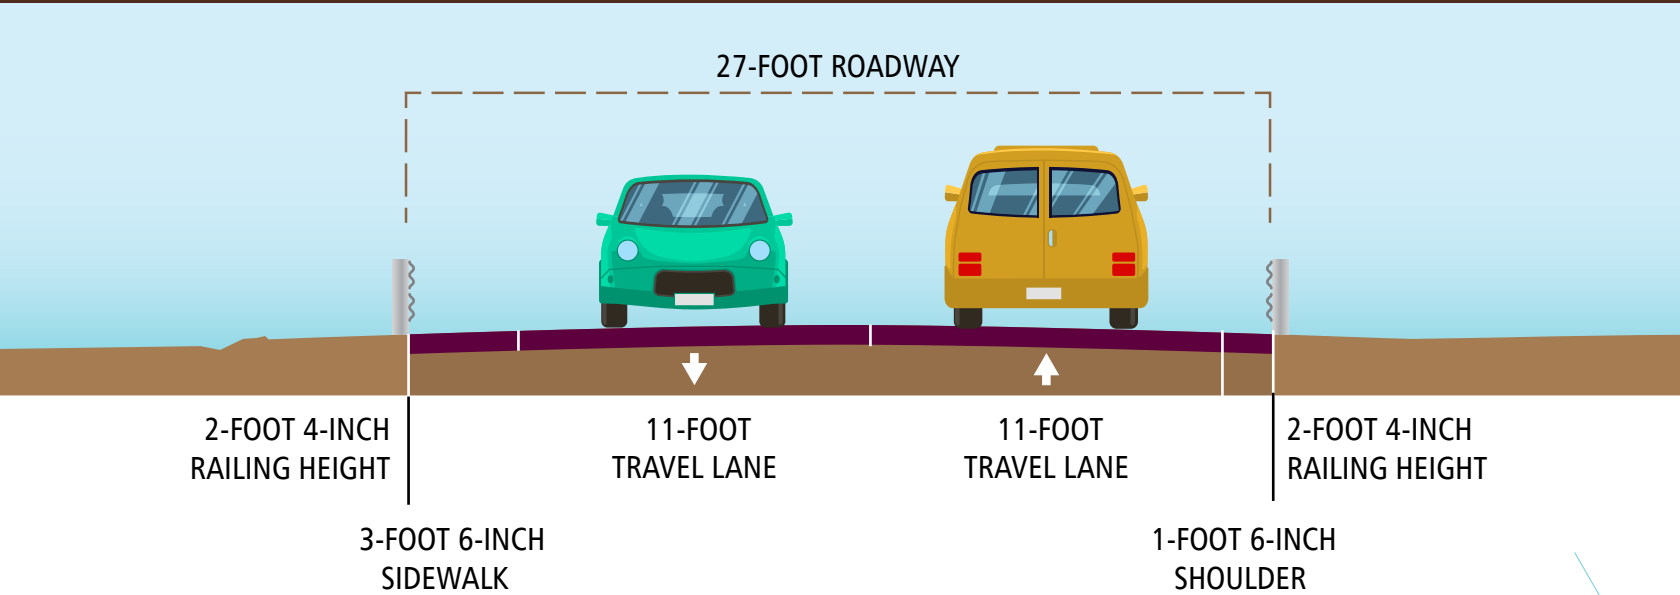 27-FOOT ROADWAY
2-FOOT 4-INCH
RAILING HEIGHT
11-FOOT
TRAVEL LANE
11-FOOT
TRAVEL LANE
2-FOOT 4-INCH
RAILING HEIGHT
3-FOOT 6-INCH
SIDEWALK
1-FOOT 6-INCH
SHOULDER